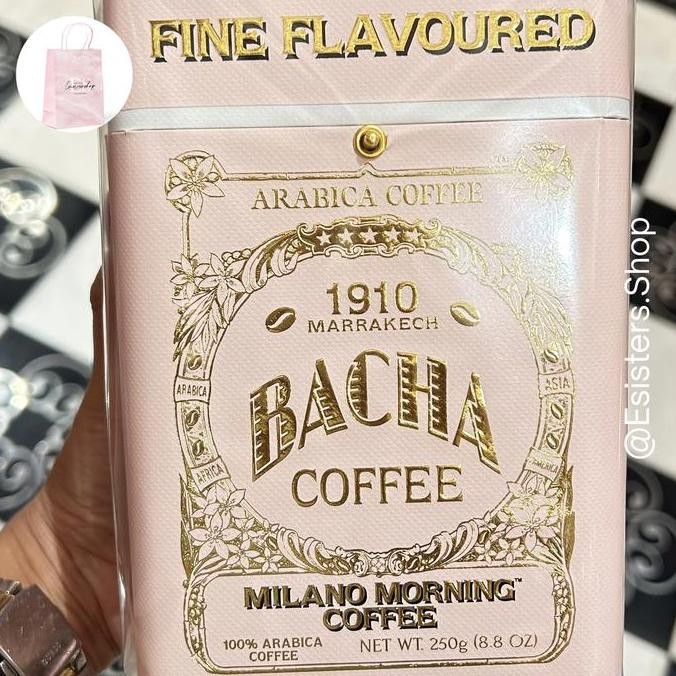 FINE FLAVOURED
ARABICA COFFEE
1910
MARRAKECH
ARABICA
ASIA
BACHA
COFFEE
AFRICA
AMERICA
MILANO MORNING™
COFFEE
100% ARABICA
COFFEE
NET WT. 250g (8.8 OZ)
@Esisters.Shop